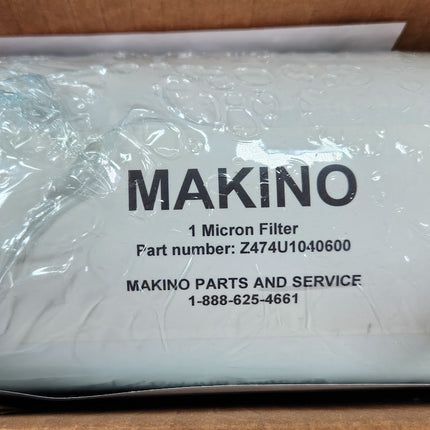 MAKINO
1 Micron Filter
Part number: Z474U1040600
MAKINO PARTS AND SERVICE
1-888-625-4661